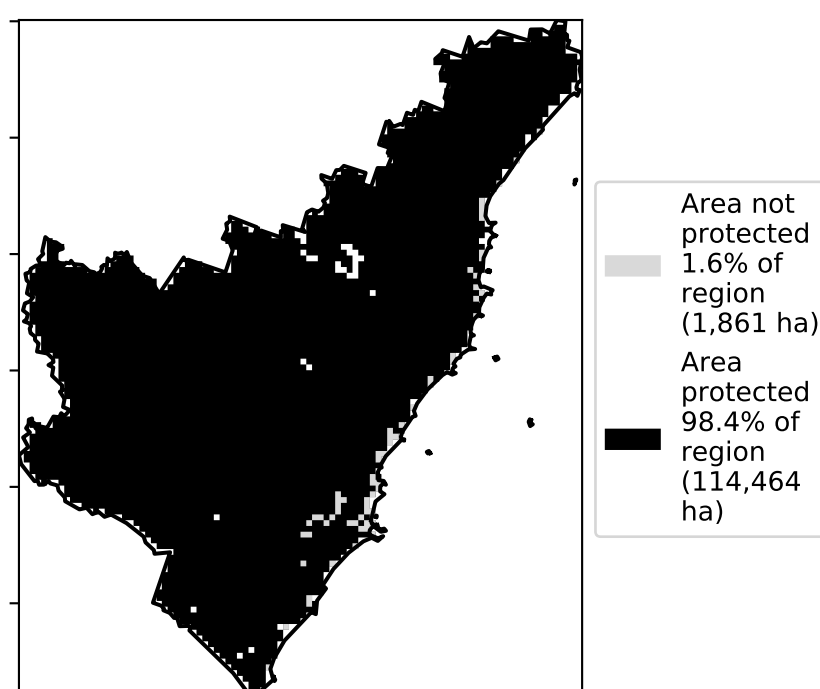 Area not
protected
1.6% of
region
(1,861 ha)
Area
protected
98.4% of
region
(114,464
ha)